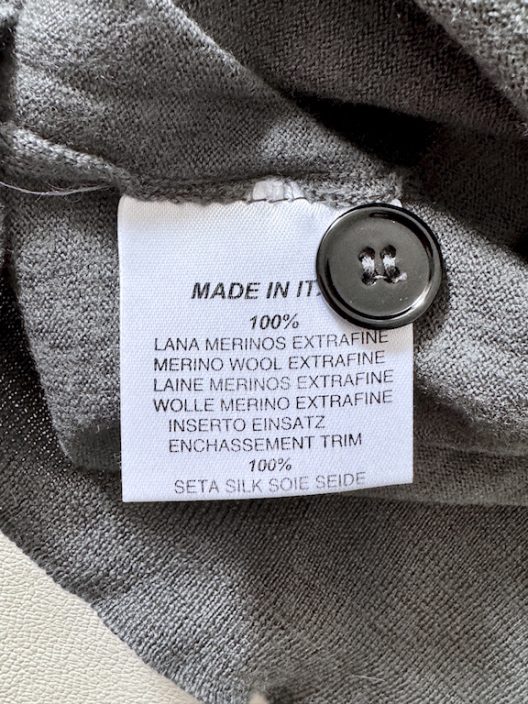 MADE IN
100%
LANA MERINOS EXTRAFINE
MERINO WOOL EXTRAFINE
LAINE MERINOS EXTRAFINE
WOLLE MERINO EXTRAFINE
INSERTO EINSATZ
ENCHASSEMENT TRIM
100%
SETA SILK SOIE SEIDE